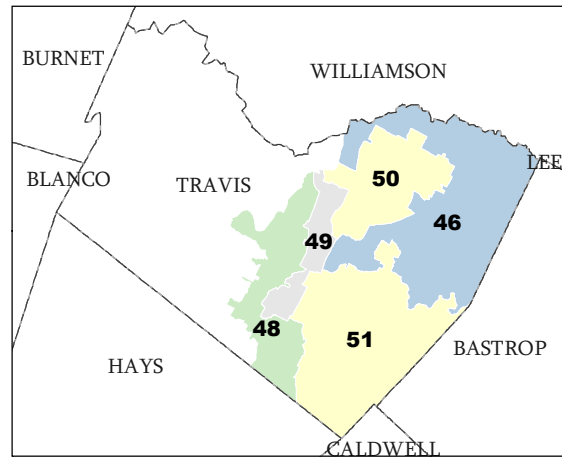 BURNET
WILLIAMSON
LEE
50
BLANCO
TRAVIS
46
49
48
51
BASTROP
HAYS
CALDWELL